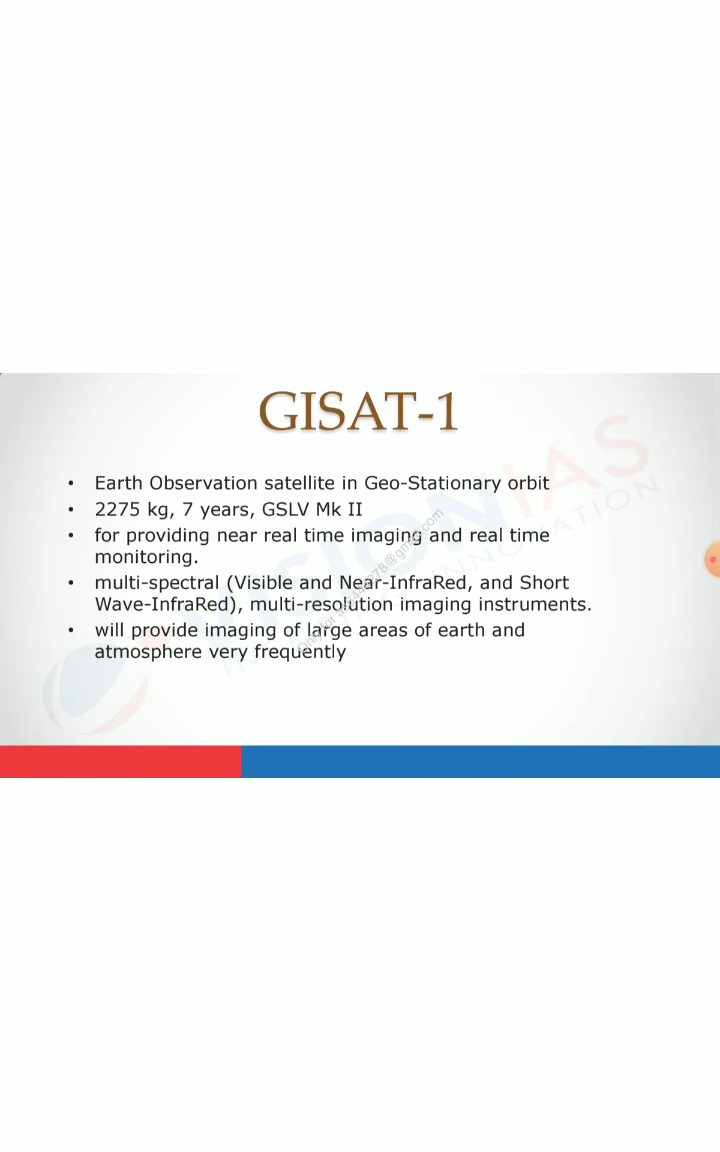 GISAT-1
• Earth Observation satellite in Geo-Stationary orbit
• 2275 kg, 7 years, GSLV Mk II
• for providing near real time imaging and real time
monitoring.
• multi-spectral (Visible and Near-InfraRed, and Short
Wave-InfraRed), multi-resolution imaging instruments.
• will provide imaging of large areas of earth and
atmosphere very frequently
VISIONIAS